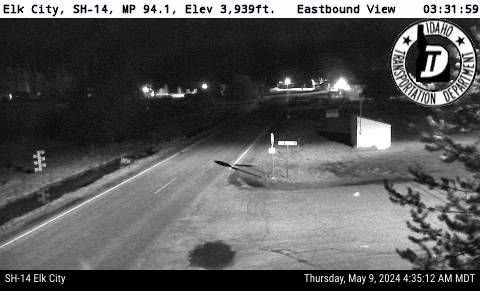 Elk City, SH-14, MP 94.1, Elev 3,939ft. Eastbound View 03:31:59
IDAHO
TRANSPORTATION DEPARTMENT
SH-14 Elk City Thursday, May 9, 2024 4:35:12 AM MDT